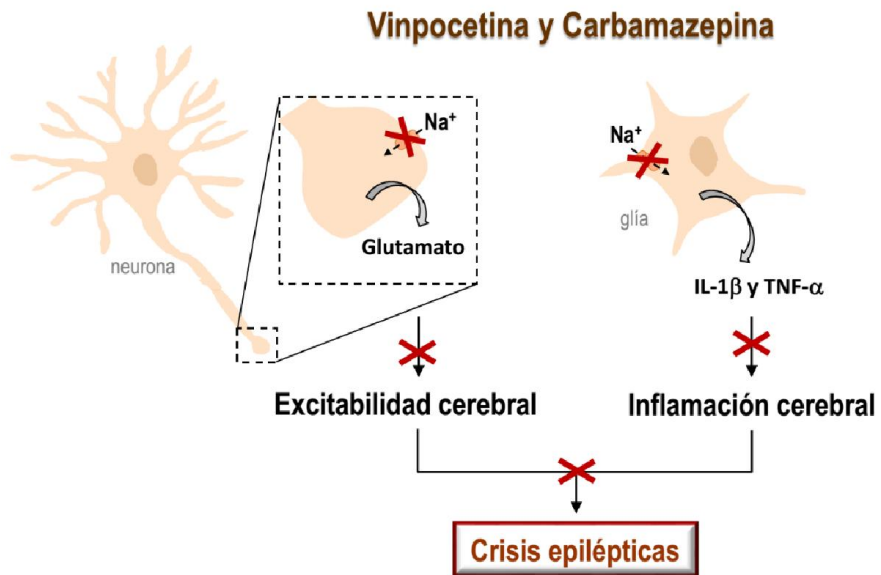 Vinpocetina y Carbamazepina
Na⁺
Na⁺
glía
Glutamato
neurona
IL-1β y TNF-α
Excitabilidad cerebral
Inflamación cerebral
Crisis epilépticas